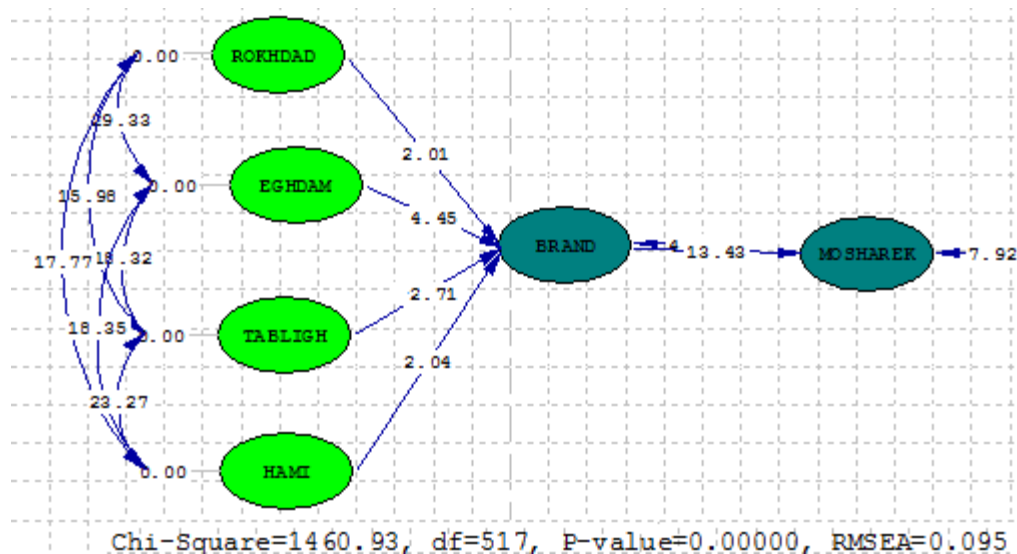 0.00
ROKHDAD
29.33
2.01
0.00
EGHDAM
15.98
4.45
BRAND
13.43
MOSHAREK
7.92
17.77
18.32
2.71
18.35
0.00
TABLIGH
2.04
23.27
0.00
HAMI
Chi-Square=1460.93, df=517, P-value=0.00000, RMSEA=0.095